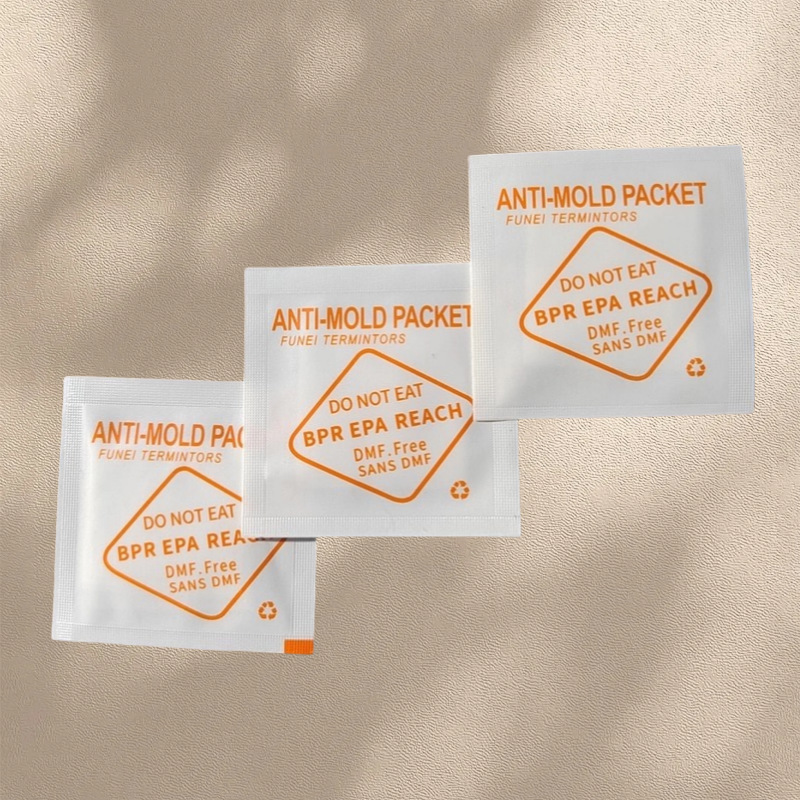 ANTI-MOLD PACKET
FUNEI TERMINTORS
DO NOT EAT
BPR EPA REACH
DMF.Free
SANS DMF
ANTI-MOLD PACKET
FUNEI TERMINTORS
DO NOT EAT
BPR EPA REACH
DMF.Free
SANS DMF
ANTI-MOLD PAC
FUNEI TERMINTORS
DO NOT EAT
BPR EPA REAC
DMF.Free
SANS DMF